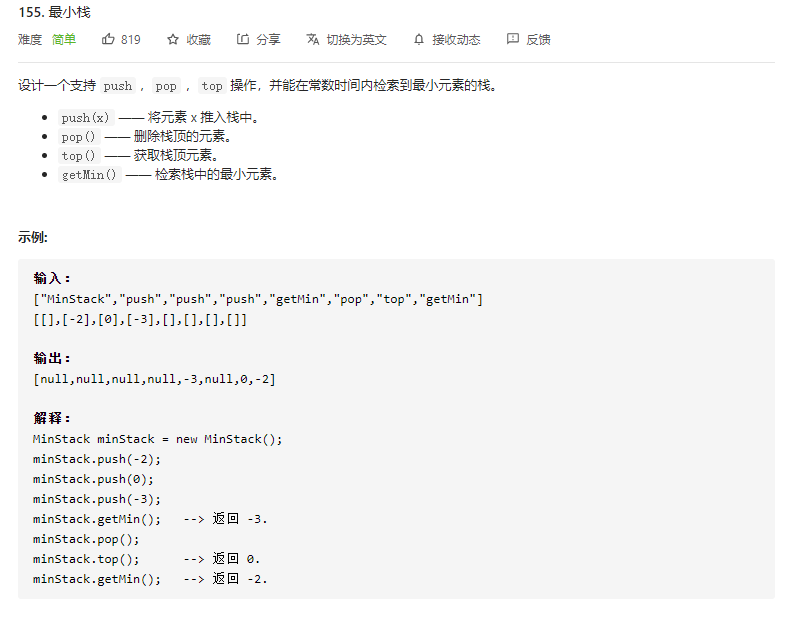 155. 最小栈
难度 简单 819 收藏 分享 切换为英文 接收动态 反馈
设计一个支持 push , pop , top 操作，并能在常数时间内检索到最小元素的栈。
push(x) —— 将元素 x 推入栈中。
pop() —— 删除栈顶的元素。
top() —— 获取栈顶元素。
getMin() —— 检索栈中的最小元素。
示例:
输入：
["MinStack","push","push","push","getMin","pop","top","getMin"]
[[],[-2],[0],[-3],[],[],[],[]]
输出：
[null,null,null,null,-3,null,0,-2]
解释：
MinStack minStack = new MinStack();
minStack.push(-2);
minStack.push(0);
minStack.push(-3);
minStack.getMin();   --> 返回 -3.
minStack.pop();
minStack.top();      --> 返回 0.
minStack.getMin();   --> 返回 -2.